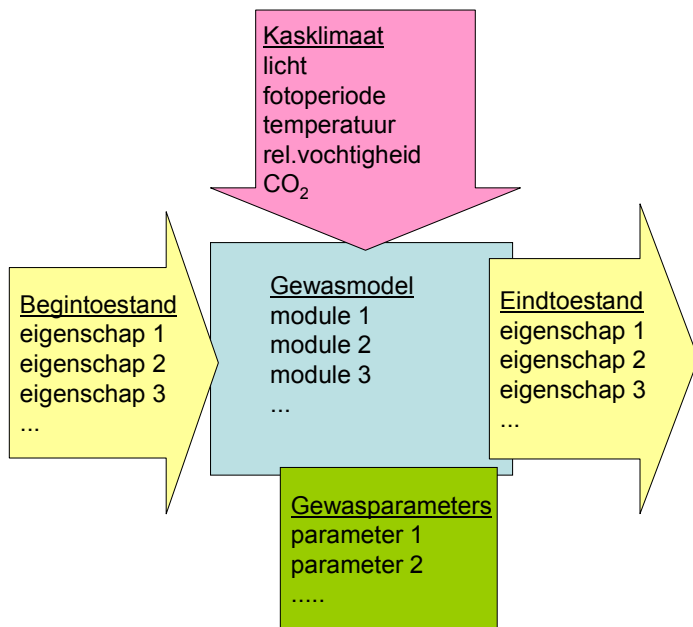 Kasklimaat
licht
fotoperiode
temperatuur
rel.vochtigheid
CO₂
Begintoestand
eigenschap 1
eigenschap 2
eigenschap 3
...
Gewasmodel
module 1
module 2
module 3
...
Eindtoestand
eigenschap 1
eigenschap 2
eigenschap 3
...
Gewasparameters
parameter 1
parameter 2
.....